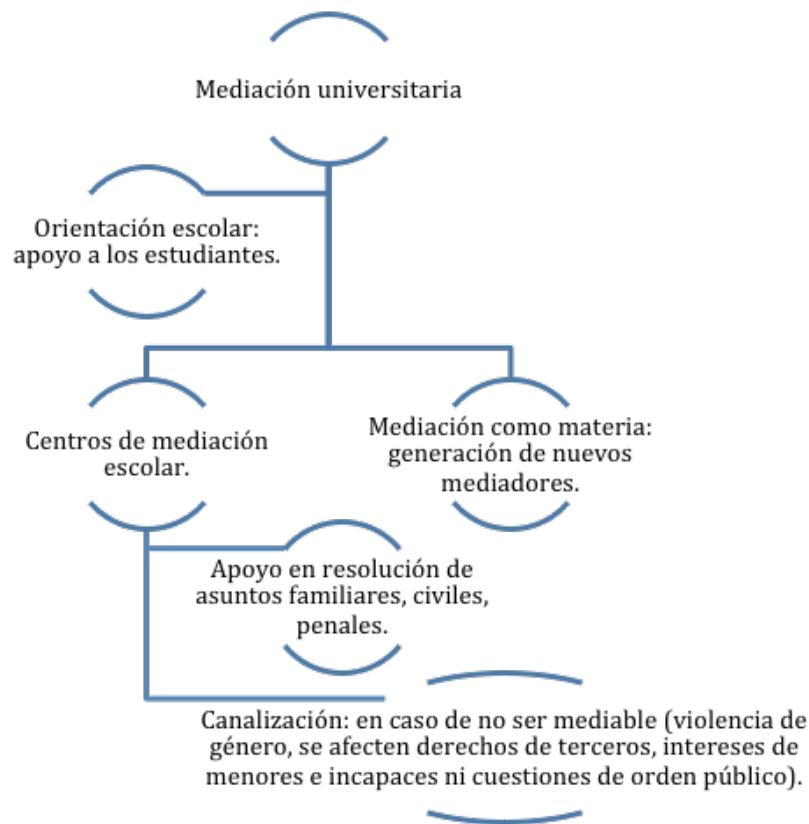 Mediación universitaria
Orientación escolar:
apoyo a los estudiantes.
Centros de mediación
escolar.
Mediación como materia:
generación de nuevos
mediadores.
Apoyo en resolución de
asuntos familiares, civiles,
penales.
Canalización: en caso de no ser mediable (violencia de
género, se afecten derechos de terceros, intereses de
menores e incapaces ni cuestiones de orden público).